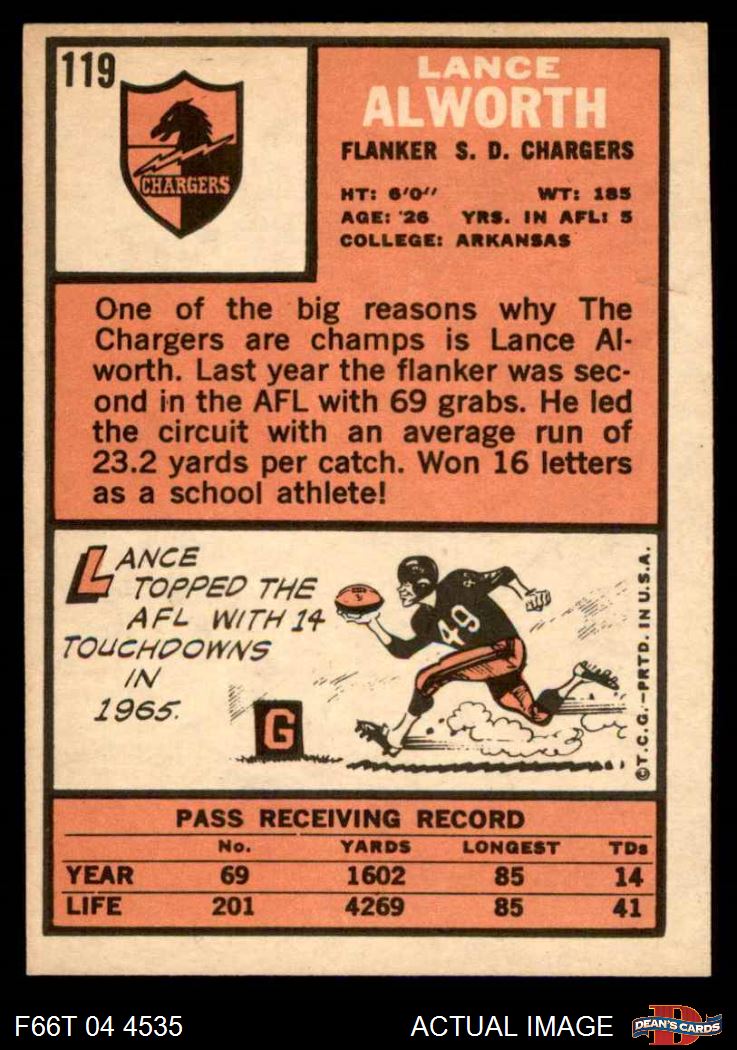 119
CHARGERS
LANCE
ALWORTH
FLANKER S. D. CHARGERS
HT: 6'0" WT: 185
AGE: '26 YRS. IN AFL: 5
COLLEGE: ARKANSAS
One of the big reasons why The
Chargers are champs is Lance Al-
worth. Last year the flanker was sec-
ond in the AFL with 69 grabs. He led
the circuit with an average run of
23.2 yards per catch. Won 16 letters
as a school athlete!
LANCE
TOPPED THE
AFL WITH 14
TOUCHDOWNS
IN
1965.
49
G
©T.C.G.—PRTD. IN U.S.A.
PASS RECEIVING RECORD
No. YARDS LONGEST TDs
YEAR 69 1602 85 14
LIFE 201 4269 85 41
F66T 04 4535
ACTUAL IMAGE
DEAN'S CARDS